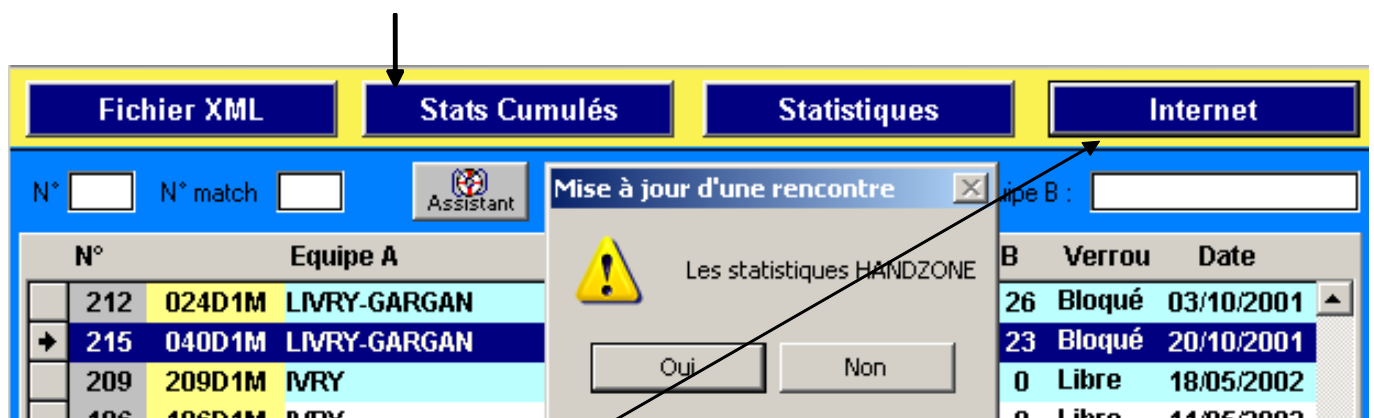 Fichier XML Stats Cumulés Statistiques Internet
N° N° match Assistant Mise à jour d'une rencontre ipe B :
N° Equipe A B Verrou Date
Les statistiques HANDZONE
212 024D1M LIVRY-GARGAN 26 Bloqué 03/10/2001
215 040D1M LIVRY-GARGAN 23 Bloqué 20/10/2001
Oui Non
209 209D1M IVRY 0 Libre 18/05/2002